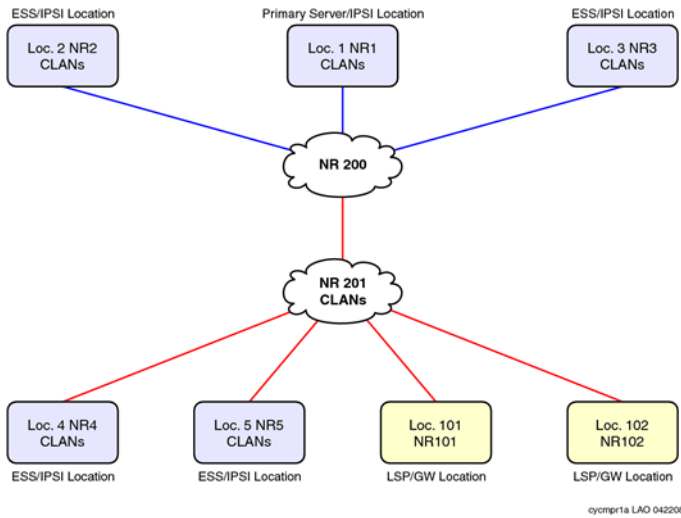 ESS/IPSI Location
Primary Server/IPSI Location
ESS/IPSI Location
Loc. 2 NR2
CLANs
Loc. 1 NR1
CLANs
Loc. 3 NR3
CLANs
NR 200
NR 201
CLANs
Loc. 4 NR4
CLANs
Loc. 5 NR5
CLANs
Loc. 101
NR101
Loc. 102
NR102
ESS/IPSI Location
ESS/IPSI Location
LSP/GW Location
LSP/GW Location
cycmpr1a LAO 042208